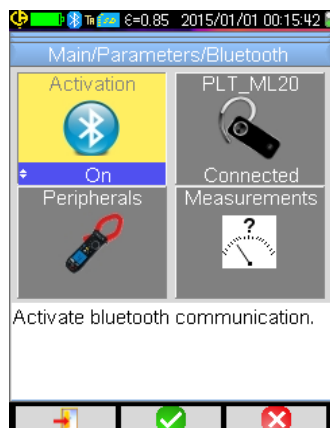 TA ε=0.85 2015/01/01 00:15:42
Main/Parameters/Bluetooth
Activation PLT_ML20
On Connected
Peripherals Measurements
?
Activate bluetooth communication.